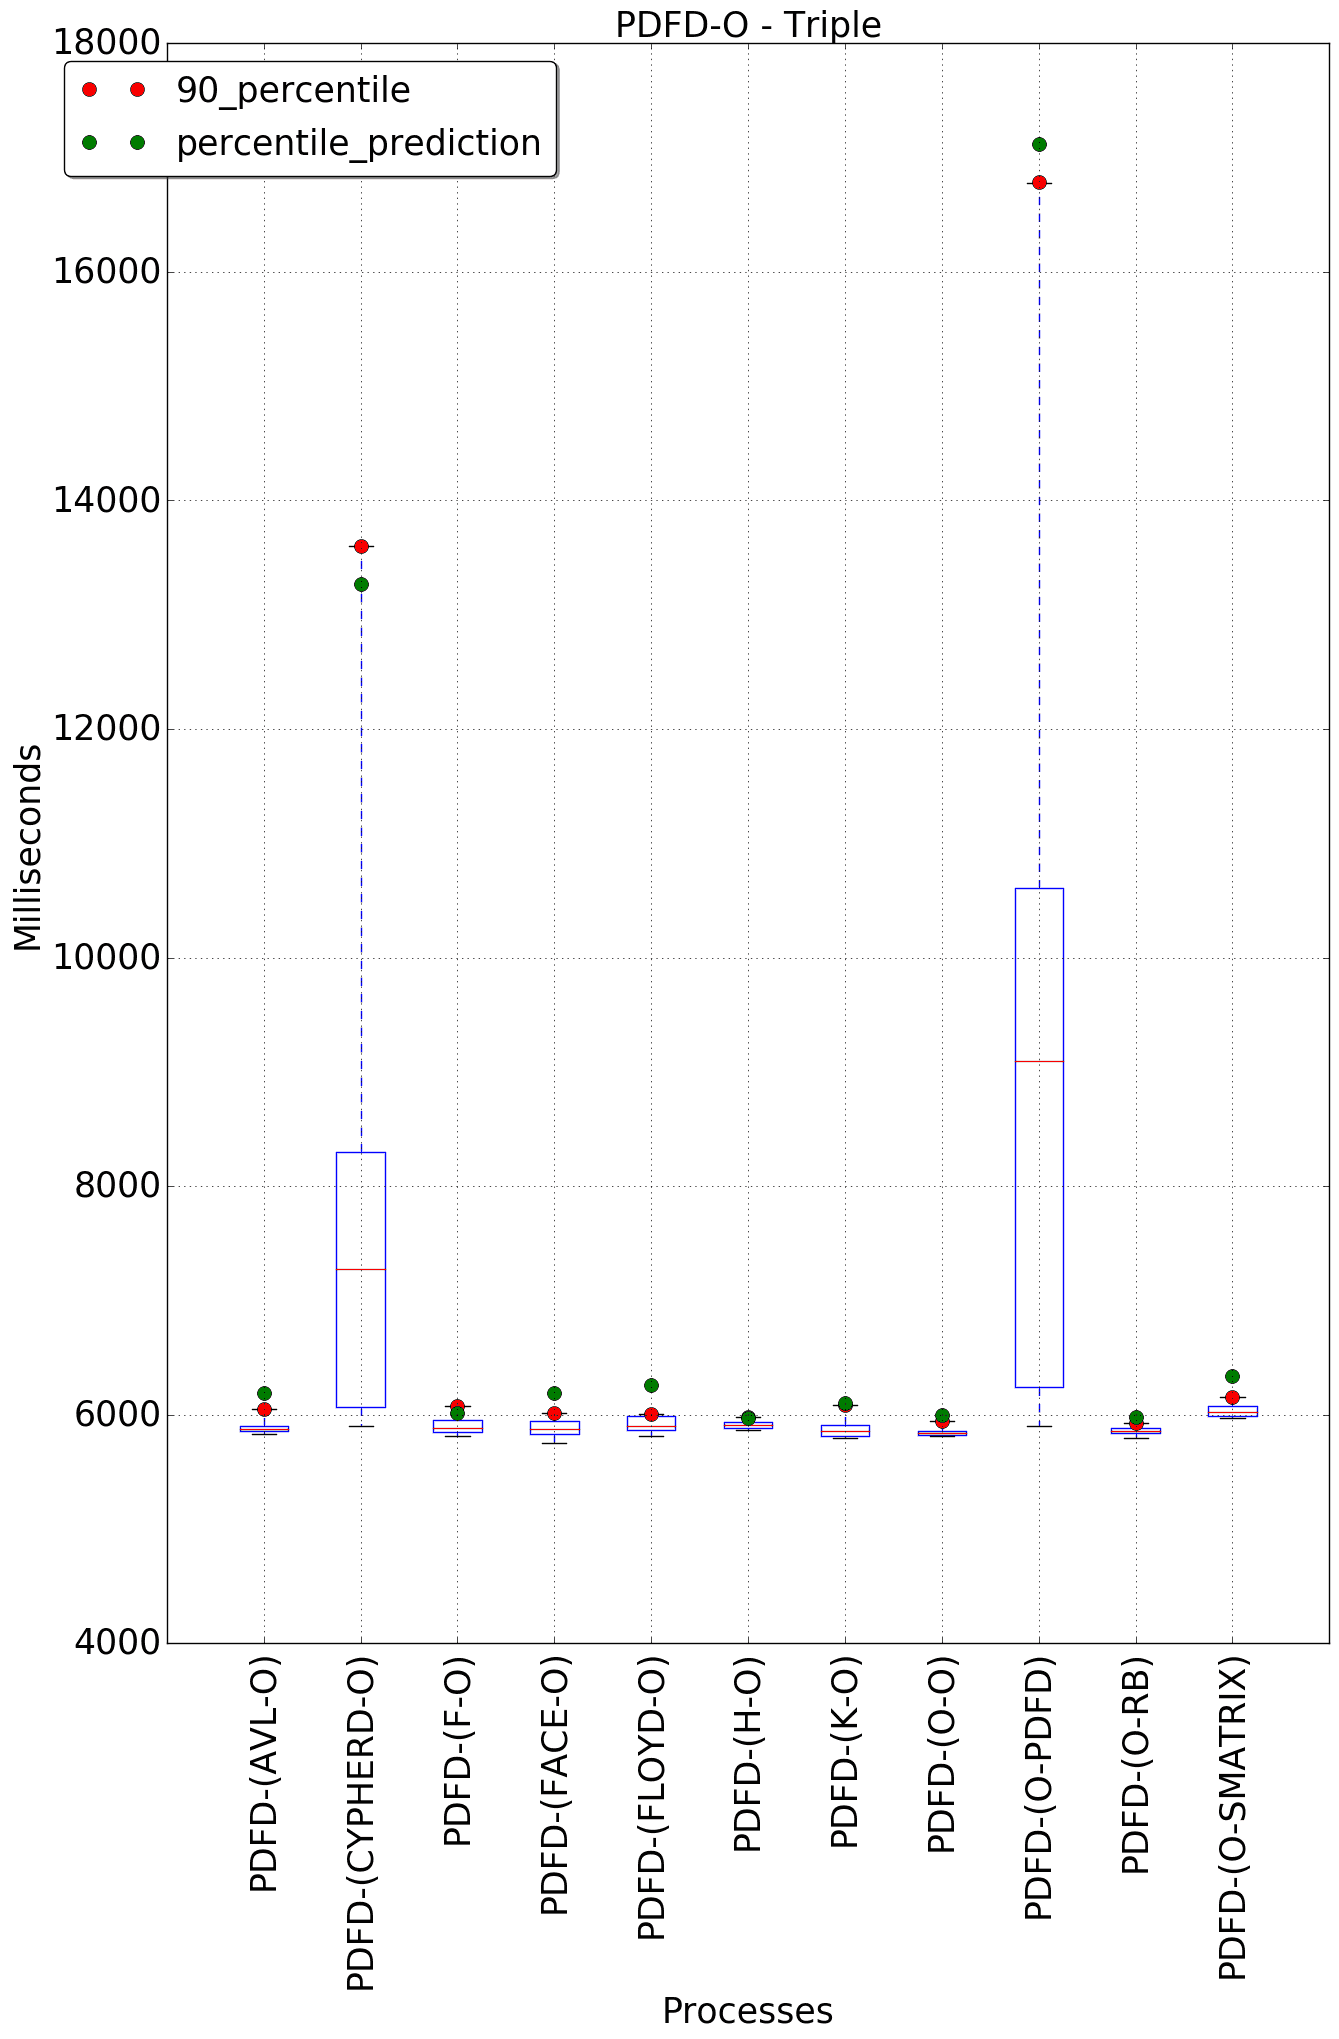 PDFD-O - Triple
90_percentile
percentile_prediction
18000
16000
14000
12000
10000
8000
6000
4000
Milliseconds
PDFD-(AVL-O)
PDFD-(CYPHERD-O)
PDFD-(F-O)
PDFD-(FACE-O)
PDFD-(FLOYD-O)
PDFD-(H-O)
PDFD-(K-O)
PDFD-(O-O)
PDFD-(O-PDFD)
PDFD-(O-RB)
PDFD-(O-SMATRIX)
Processes